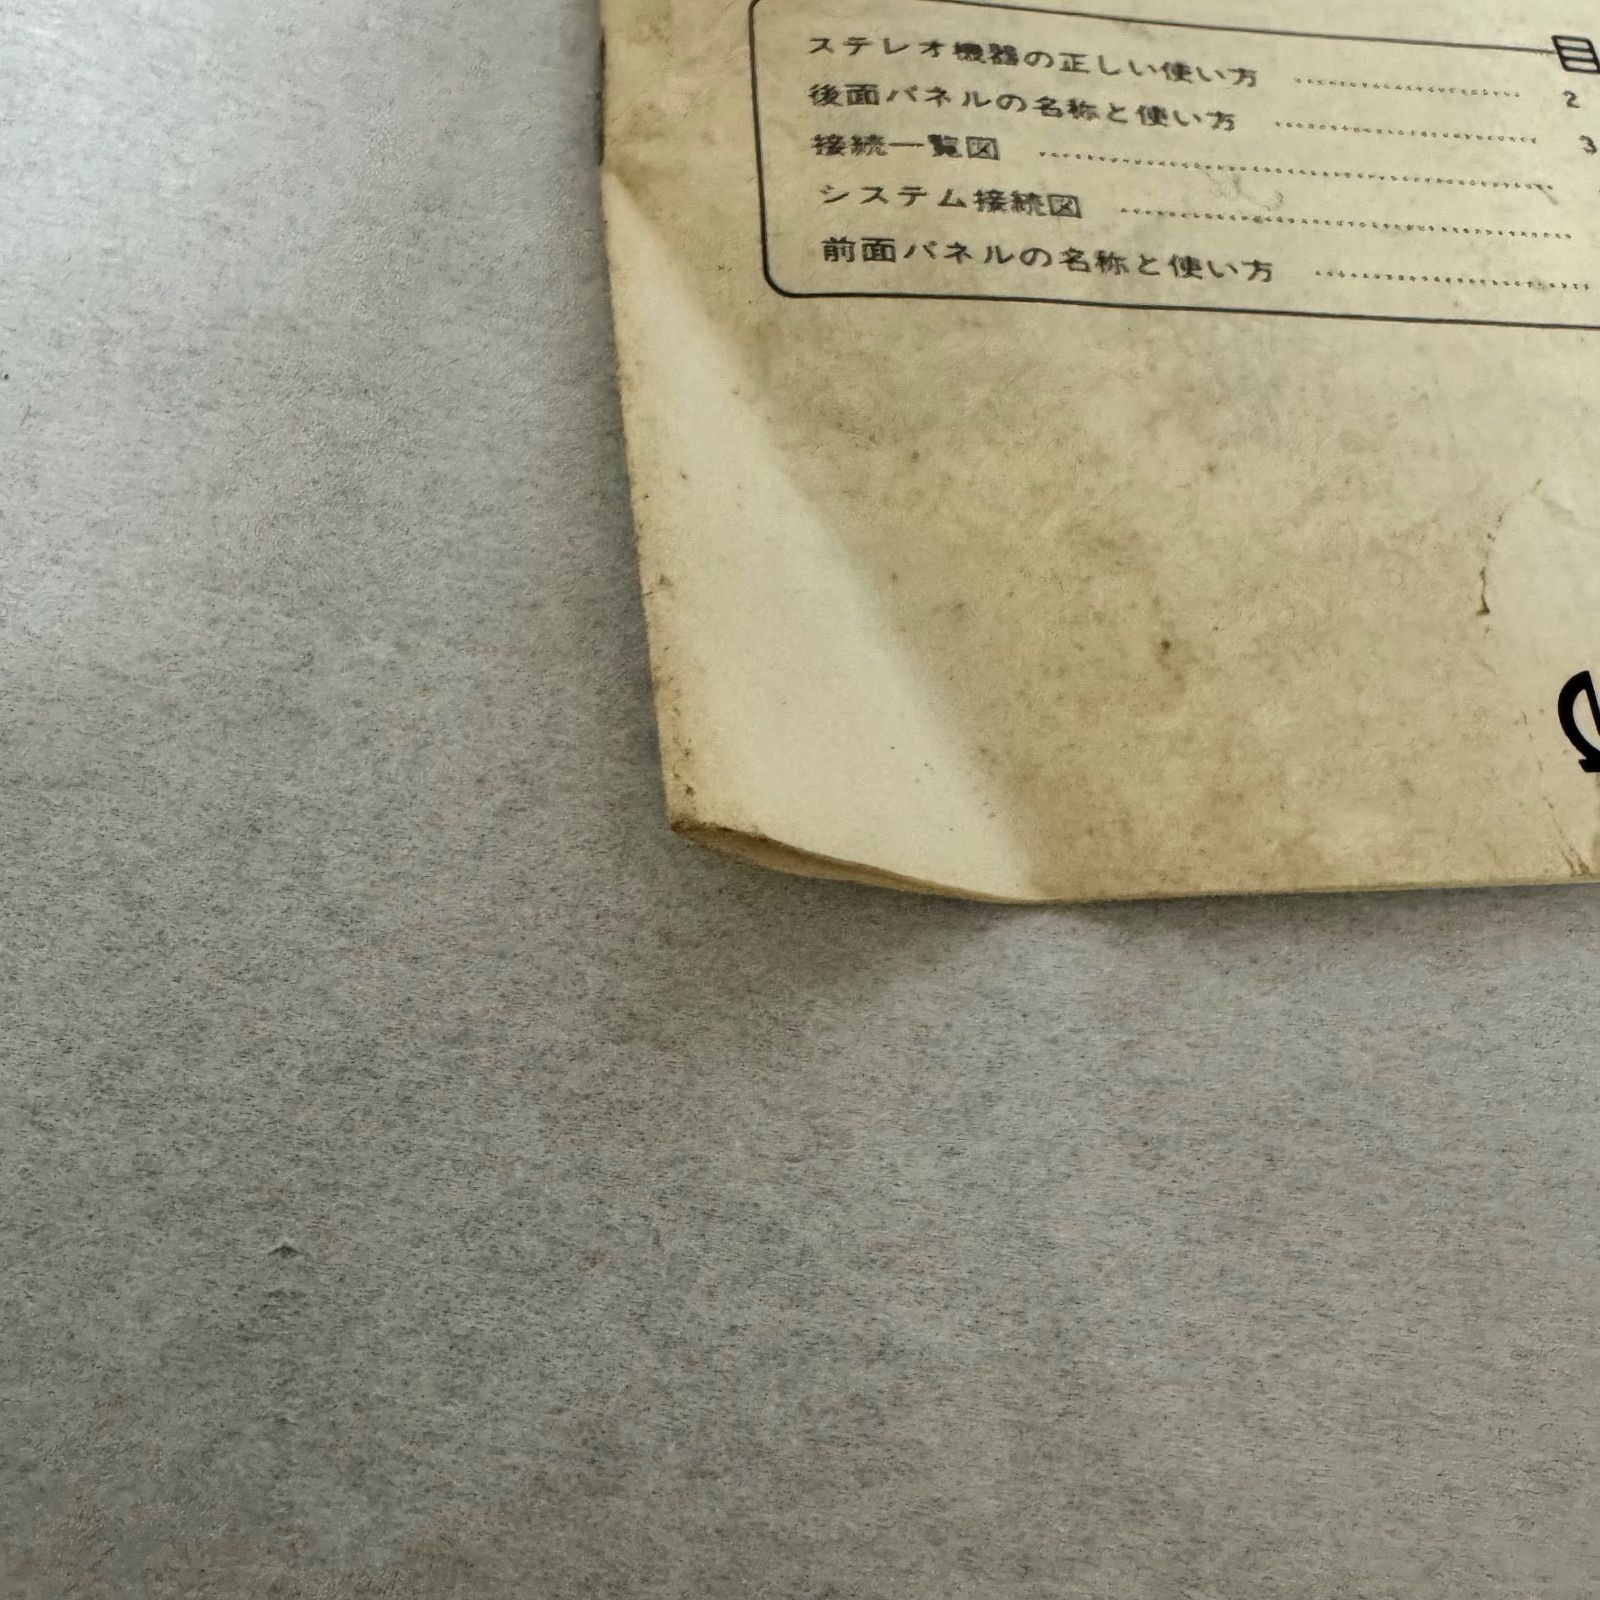 目
ステレオ機器の正しい使い方 2
後面パネルの名称と使い方 3
接続一覧図
システム接続図
前面パネルの名称と使い方